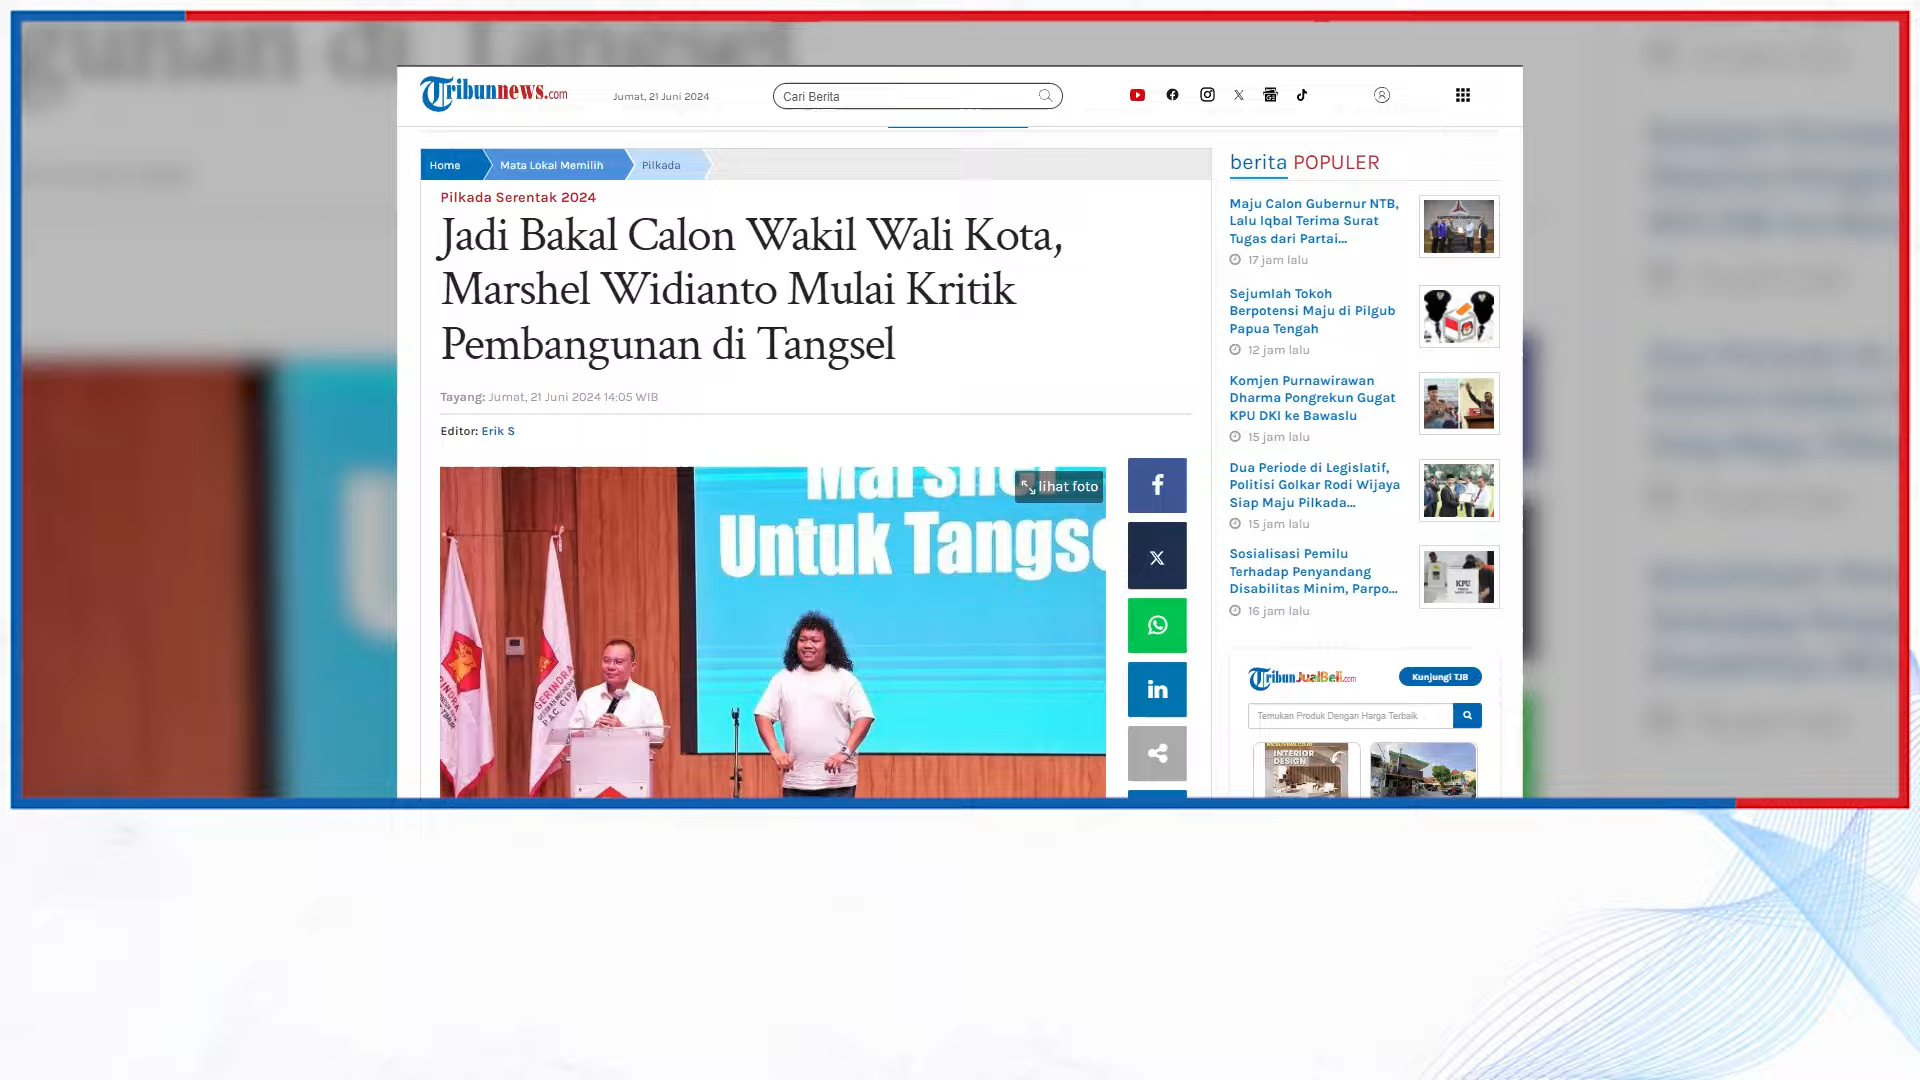 gunan di Tangsel
Tribunnews.com
Jumat, 21 Juni 2024
Cari Berita
Home
Mata Lokal Memilih
Pilkada
Pilkada Serentak 2024
Jadi Bakal Calon Wakil Wali Kota,
Marshel Widianto Mulai Kritik
Pembangunan di Tangsel
Tayang: Jumat, 21 Juni 2024 14:05 WIB
Editor: Erik S
lihat foto
Marshel
Untuk Tangse
GERINDRA
berita POPULER
Maju Calon Gubernur NTB,
Lalu Iqbal Terima Surat
Tugas dari Partai...
17 jam lalu
Sejumlah Tokoh
Berpotensi Maju di Pilgub
Papua Tengah
12 jam lalu
Komjen Purnawirawan
Dharma Pongrekun Gugat
KPU DKI ke Bawaslu
15 jam lalu
Dua Periode di Legislatif,
Politisi Golkar Rodi Wijaya
Siap Maju Pilkada...
15 jam lalu
Sosialisasi Pemilu
Terhadap Penyandang
Disabilitas Minim, Parpo...
16 jam lalu
KPU
TribunJualBeli.com
Kunjungi TJB
Temukan Produk Dengan Harga Terbaik
INTERIOR
DESIGN